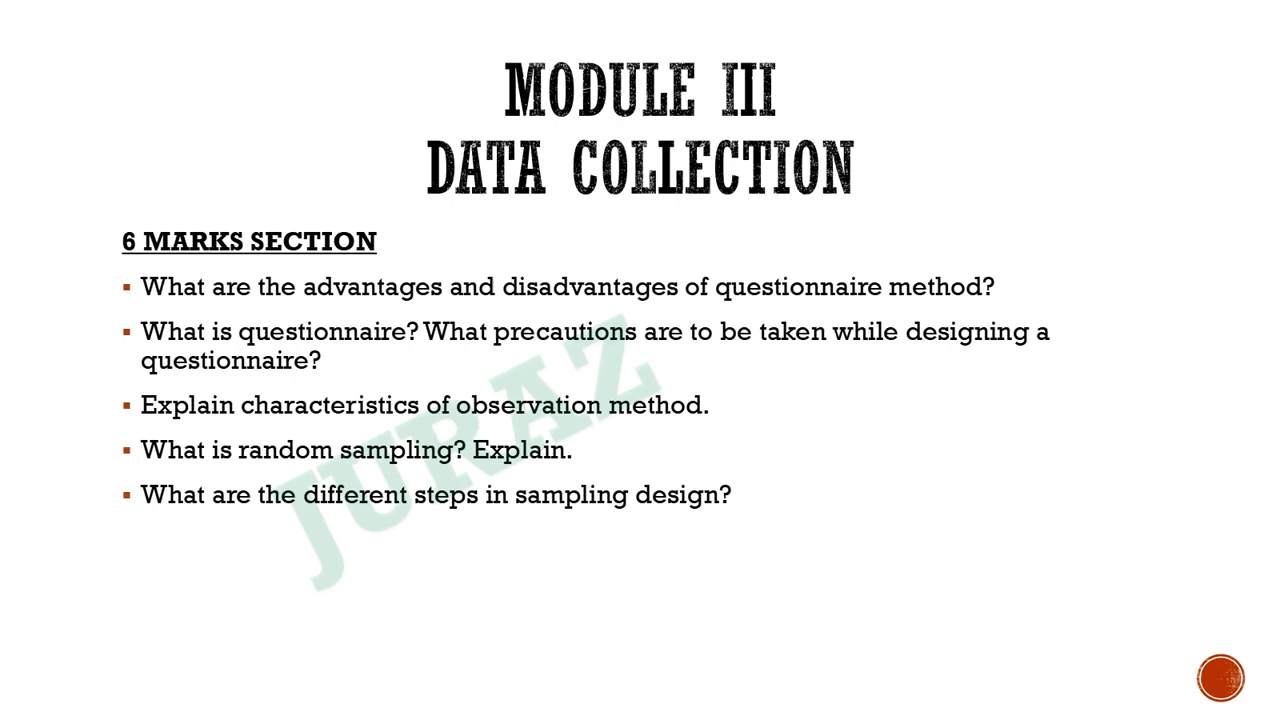 MODULE III
DATA COLLECTION
6 MARKS SECTION
▪ What are the advantages and disadvantages of questionnaire method?
▪ What is questionnaire? What precautions are to be taken while designing a
questionnaire?
▪ Explain characteristics of observation method.
▪ What is random sampling? Explain.
▪ What are the different steps in sampling design?
JURAZ